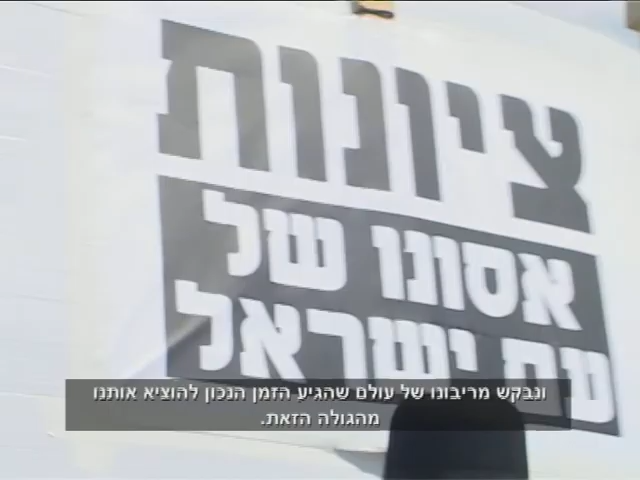 ציונות
אסונו של
עם ישראל
ונבקש מריבונו של עולם שהגיע הזמן הנכון להוציא אותנו
מהגולה הזאת.